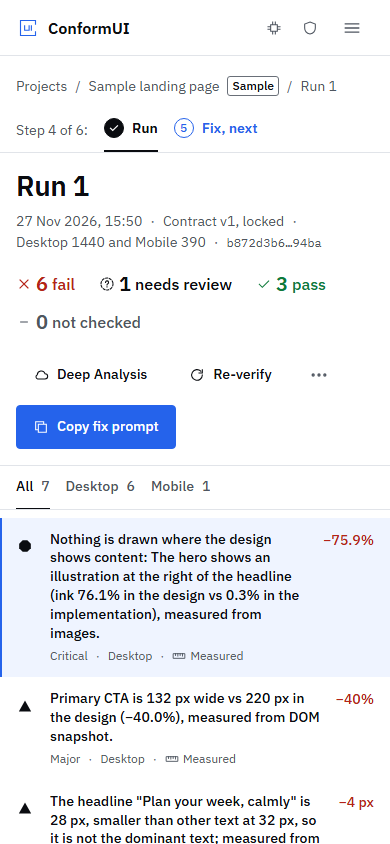 ConformUI
Projects / Sample landing page Sample / Run 1
Step 4 of 6: Run 5 Fix, next
Run 1
27 Nov 2026, 15:50 · Contract v1, locked ·
Desktop 1440 and Mobile 390 · b872d3b6…94ba
6 fail 1 needs review 3 pass
0 not checked
Deep Analysis Re-verify
Copy fix prompt
All 7 Desktop 6 Mobile 1
Nothing is drawn where the design −75.9%
shows content: The hero shows an
illustration at the right of the headline
(ink 76.1% in the design vs 0.3% in the
implementation), measured from
images.
Critical · Desktop · Measured
Primary CTA is 132 px wide vs 220 px in −40%
the design (−40.0%), measured from DOM
snapshot.
Major · Desktop · Measured
The headline "Plan your week, calmly" is −4 px
28 px, smaller than other text at 32 px, so
it is not the dominant text; measured from